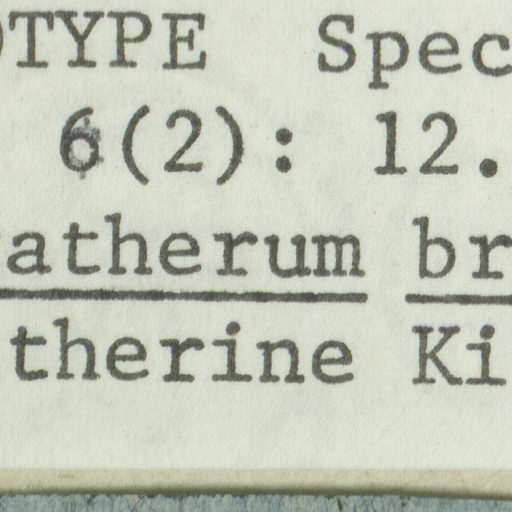 OTYPE Spec
6(2): 12.
atherum br
therine Ki